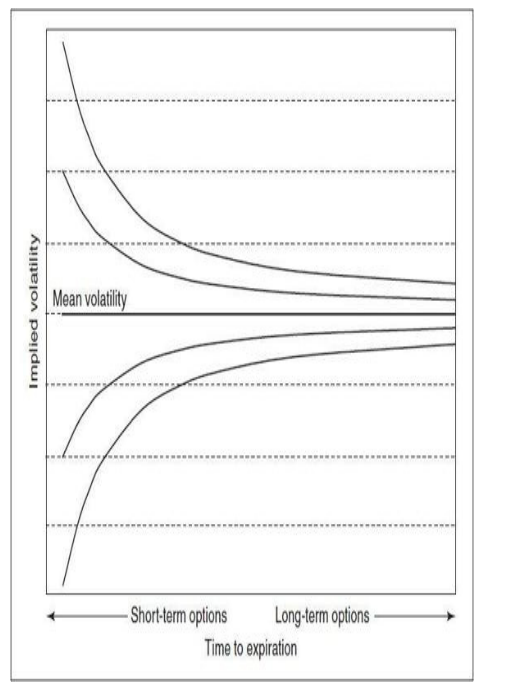 Implied volatility
Mean volatility
Short-term options
Long-term options
Time to expiration